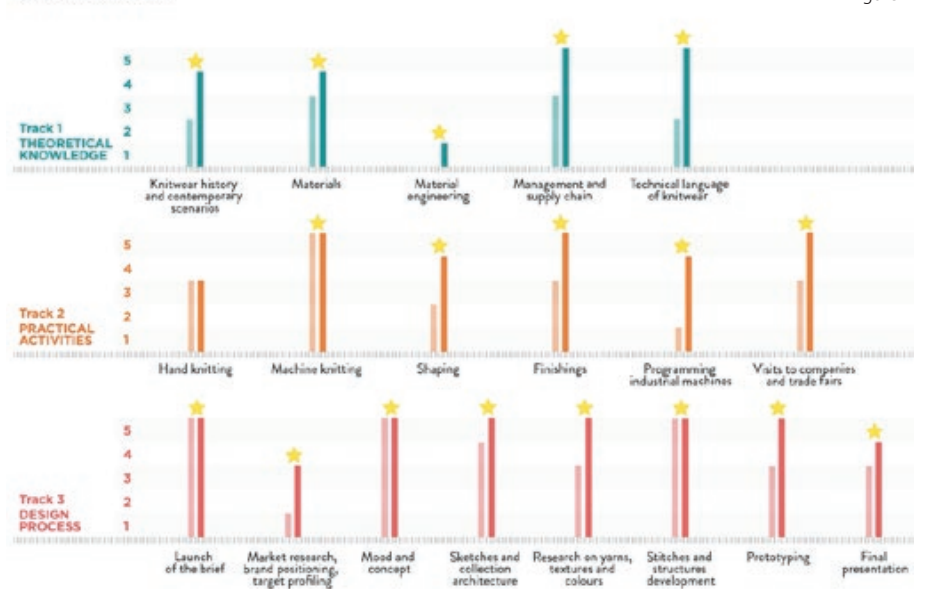 5
4
3
2
1
Track 1
THEORETICAL
KNOWLEDGE
Knitwear history
and contemporary
scenarios
Materials
Material
engineering
Management and
supply chain
Technical language
of knitwear
5
4
3
2
1
Track 2
PRACTICAL
ACTIVITIES
Hand knitting
Machine knitting
Shaping
Finishings
Programming
industrial machines
Visits to companies
and trade fairs
5
4
3
2
1
Track 3
DESIGN
PROCESS
Launch
of the brief
Market research,
brand positioning,
target profiling
Mood and
concept
Sketches and
collection
architecture
Research on yarns,
textures and
colours
Stitches and
structures
development
Prototyping
Final
presentation